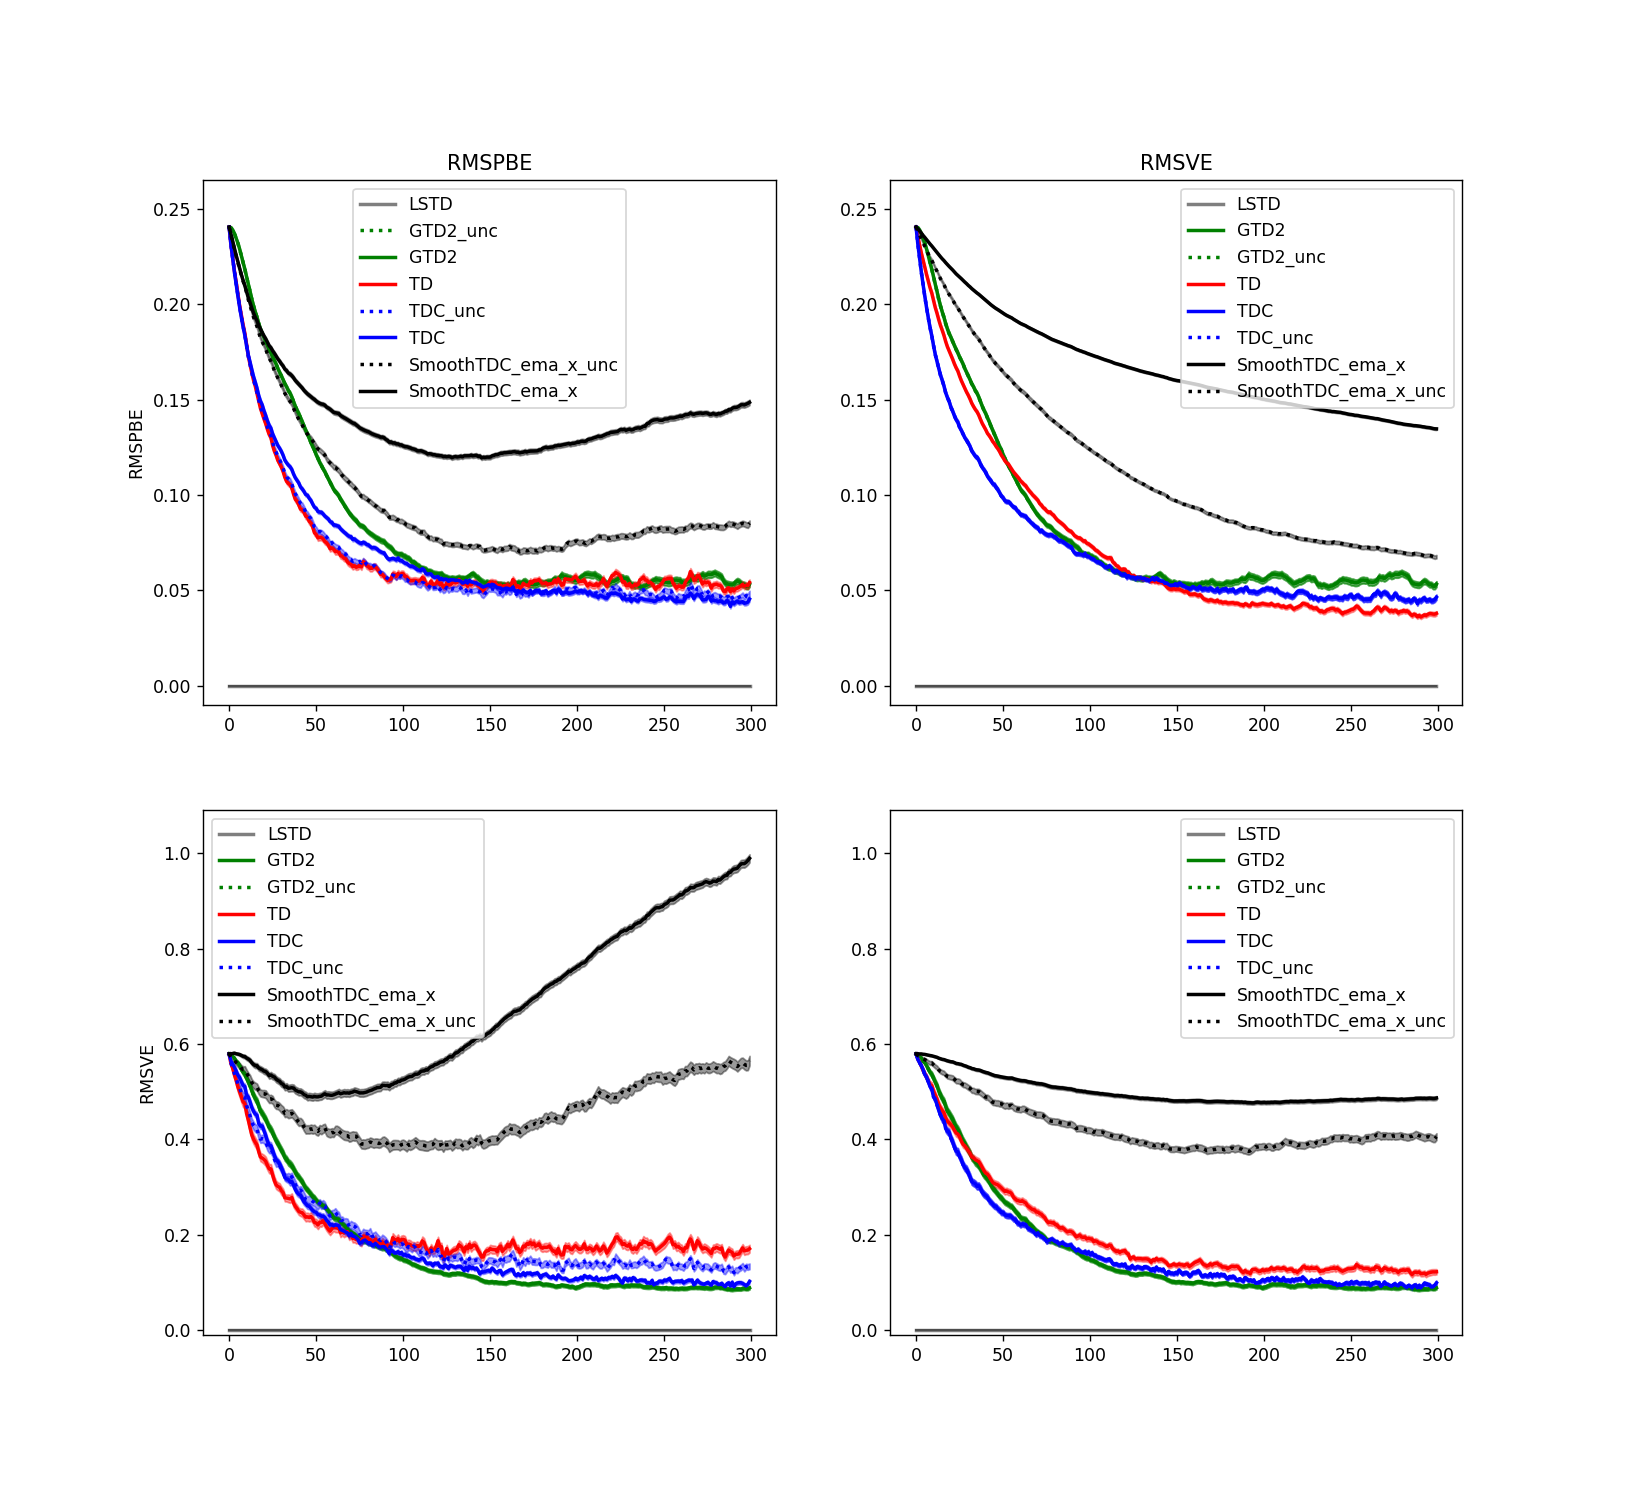 RMSPBE
RMSVE
RMSPBE
0.25
0.20
0.15
0.10
0.05
0.00
0 50 100 150 200 250 300
LSTD
GTD2_unc
GTD2
TD
TDC_unc
TDC
SmoothTDC_ema_x_unc
SmoothTDC_ema_x
0.25
0.20
0.15
0.10
0.05
0.00
0 50 100 150 200 250 300
LSTD
GTD2
GTD2_unc
TD
TDC
TDC_unc
SmoothTDC_ema_x
SmoothTDC_ema_x_unc
RMSVE
1.0
0.8
0.6
0.4
0.2
0.0
0 50 100 150 200 250 300
LSTD
GTD2
GTD2_unc
TD
TDC
TDC_unc
SmoothTDC_ema_x
SmoothTDC_ema_x_unc
1.0
0.8
0.6
0.4
0.2
0.0
0 50 100 150 200 250 300
LSTD
GTD2
GTD2_unc
TD
TDC
TDC_unc
SmoothTDC_ema_x
SmoothTDC_ema_x_unc